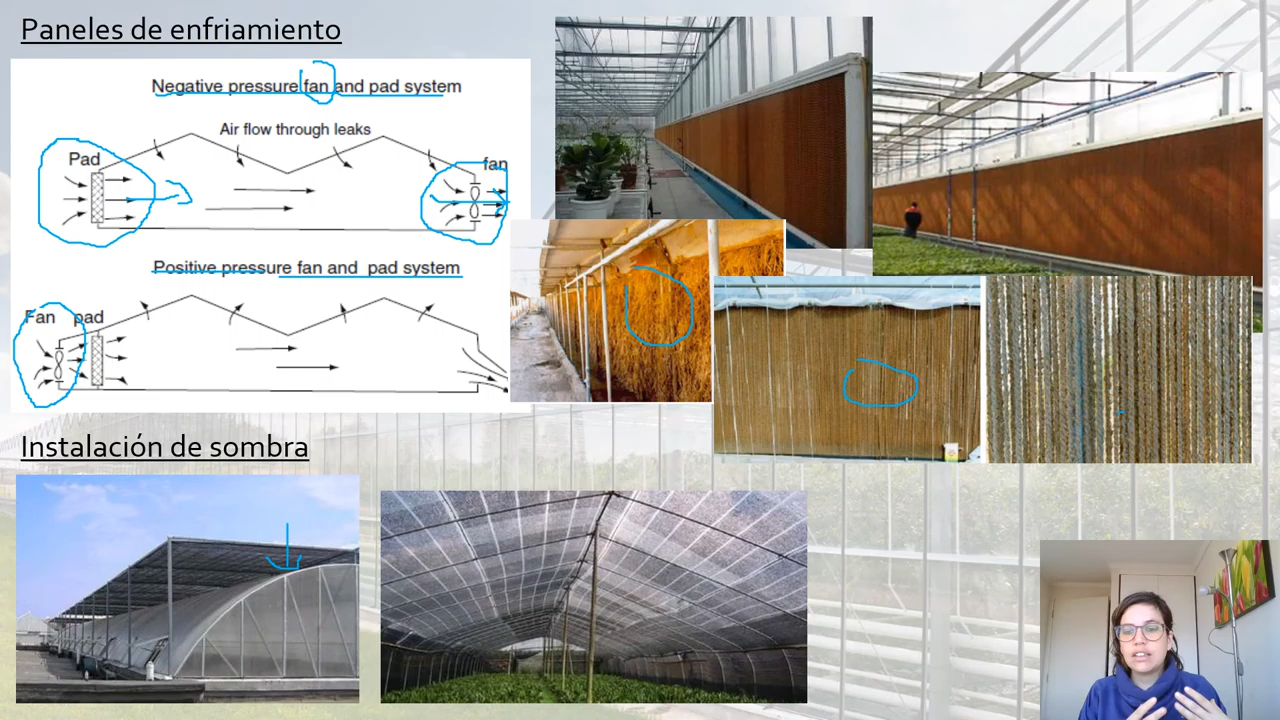 Paneles de enfriamiento
Negative pressure fan and pad system
Air flow through leaks
Pad
fan
Positive pressure fan and pad system
Fan pad
Instalación de sombra